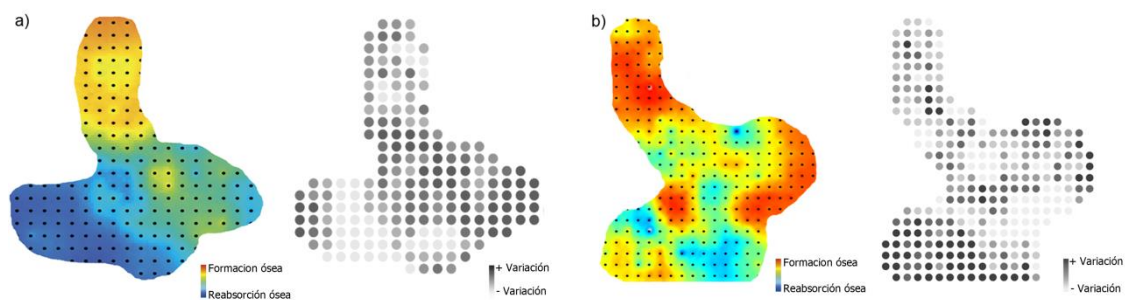 a)
Formacion ósea
Reabsorción ósea
+ Variación
- Variación
b)
Formacion ósea
Reabsorción ósea
+ Variación
- Variación